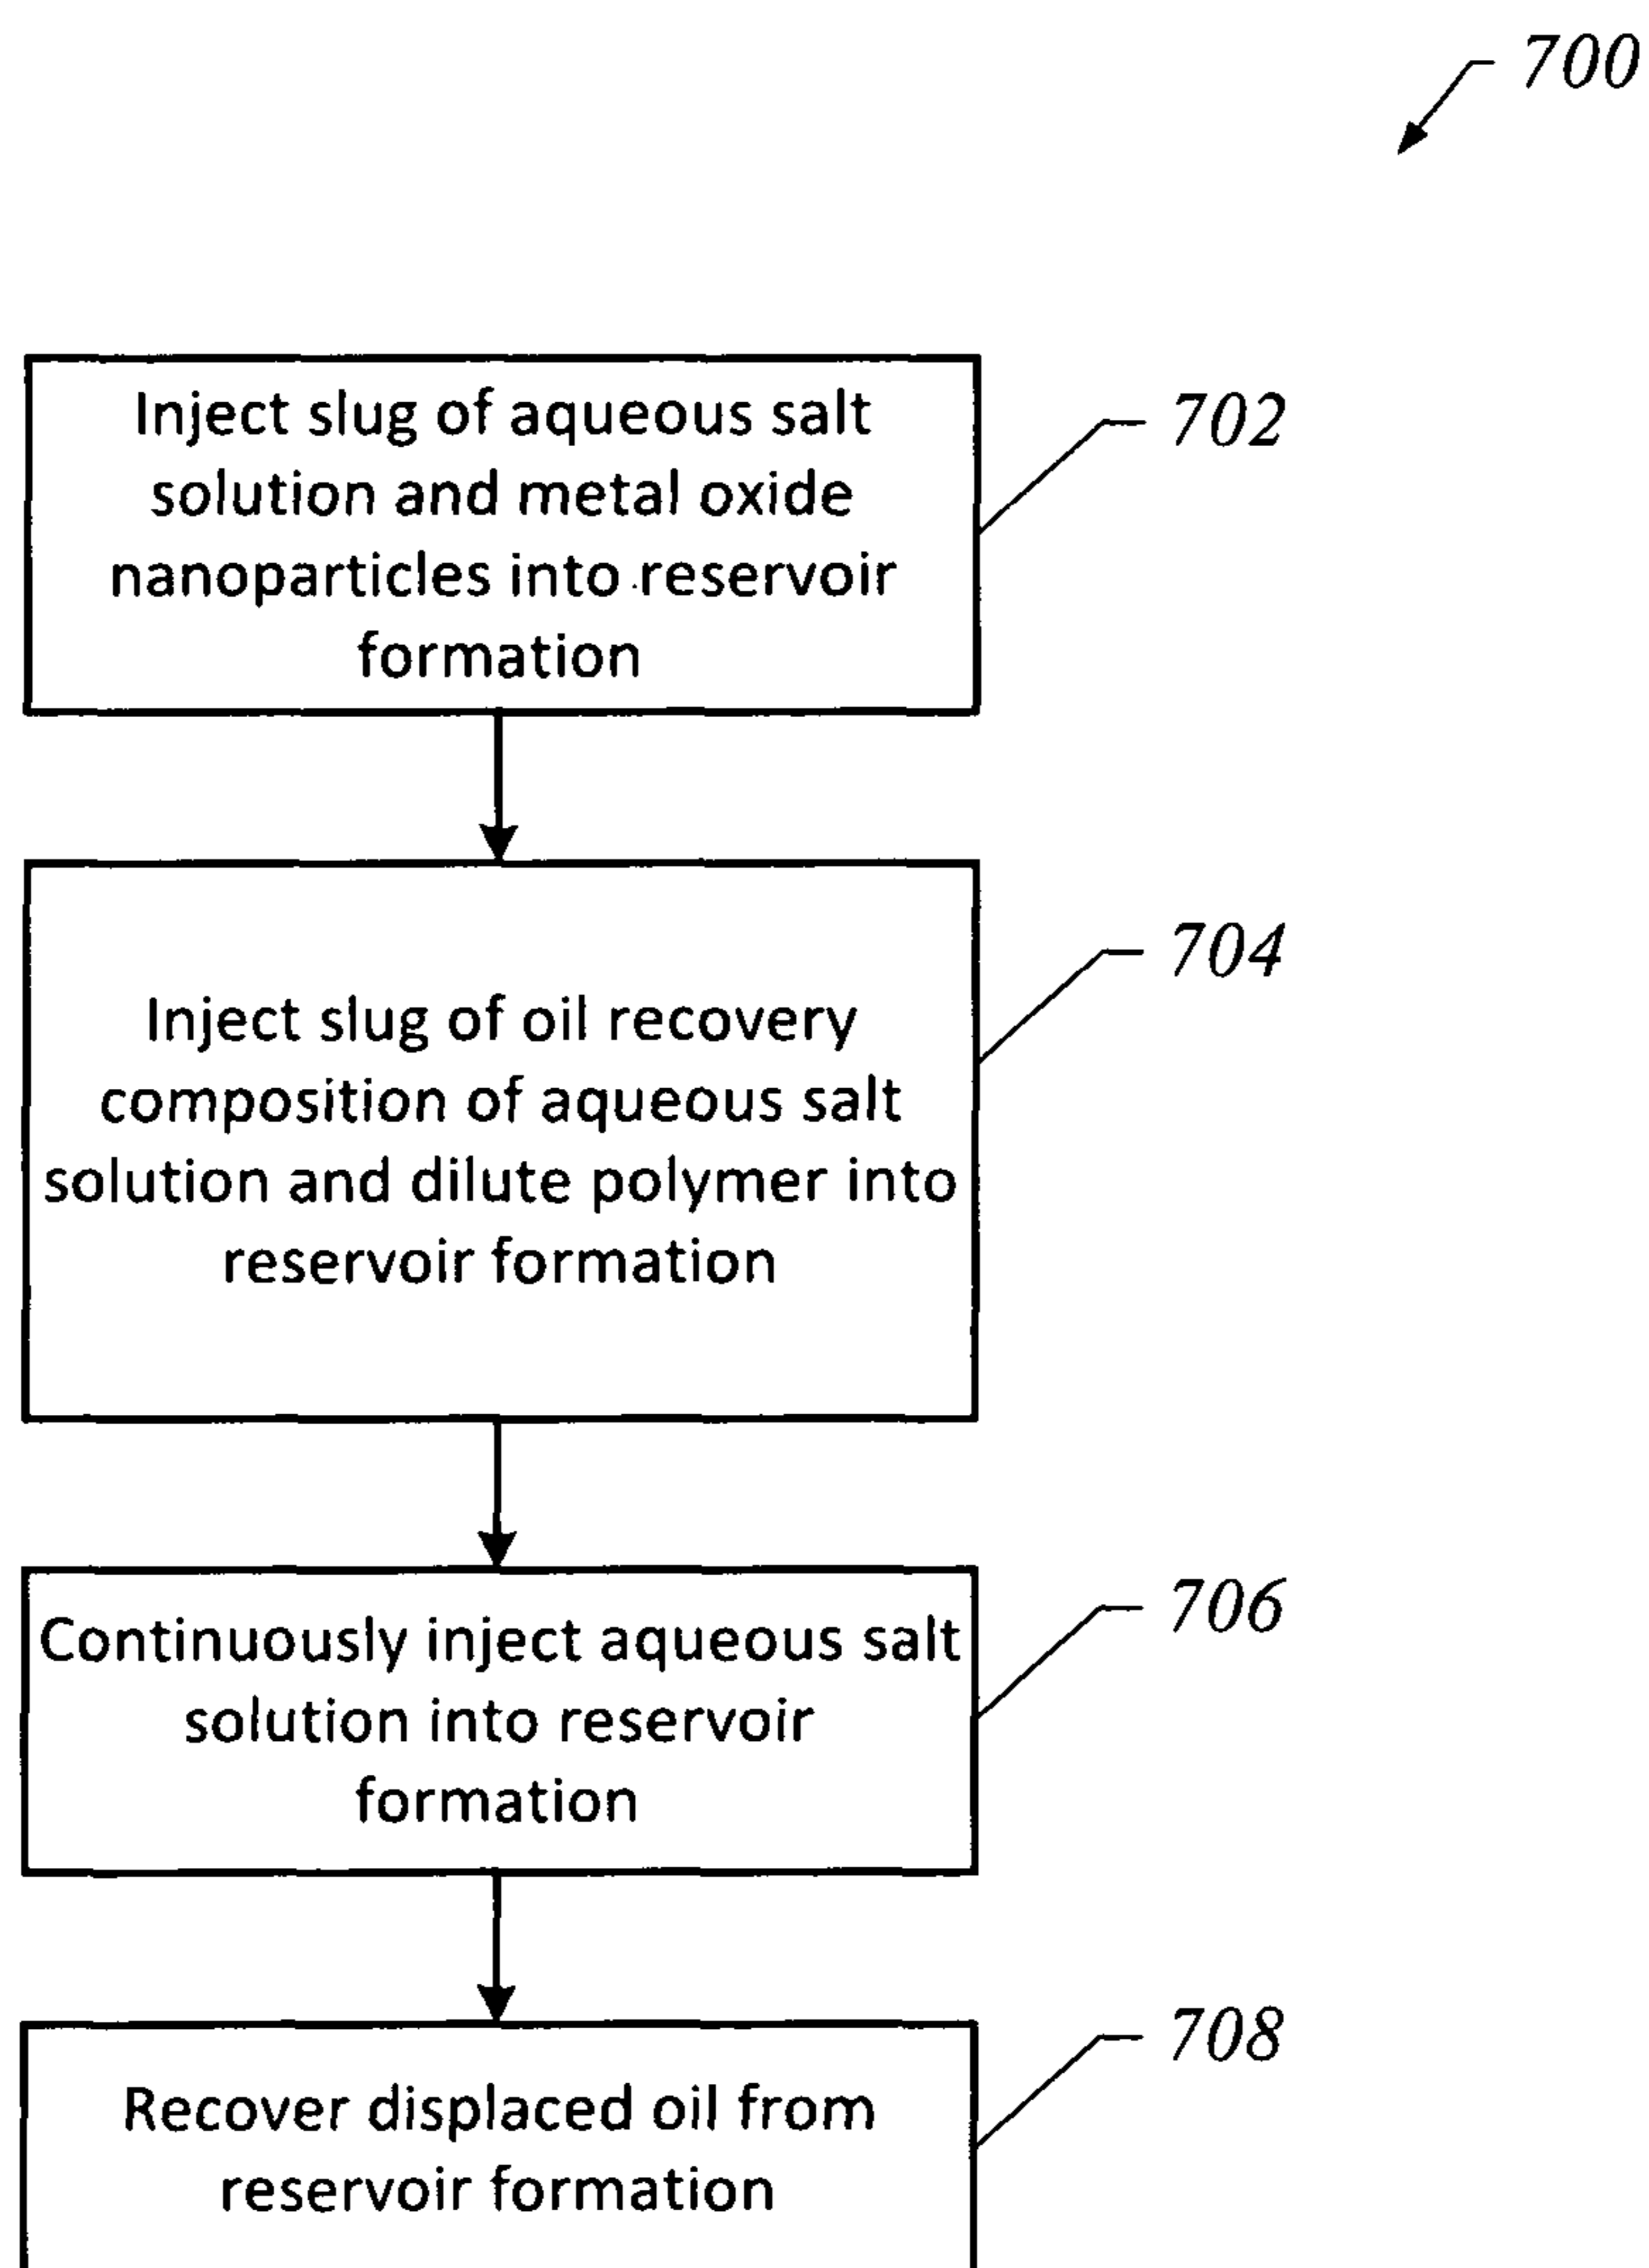 700
Inject slug of aqueous salt
solution and metal oxide
nanoparticles into reservoir
formation
702
Inject slug of oil recovery
composition of aqueous salt
solution and dilute polymer into
reservoir formation
704
Continuously inject aqueous salt
solution into reservoir
formation
706
Recover displaced oil from
reservoir formation
708